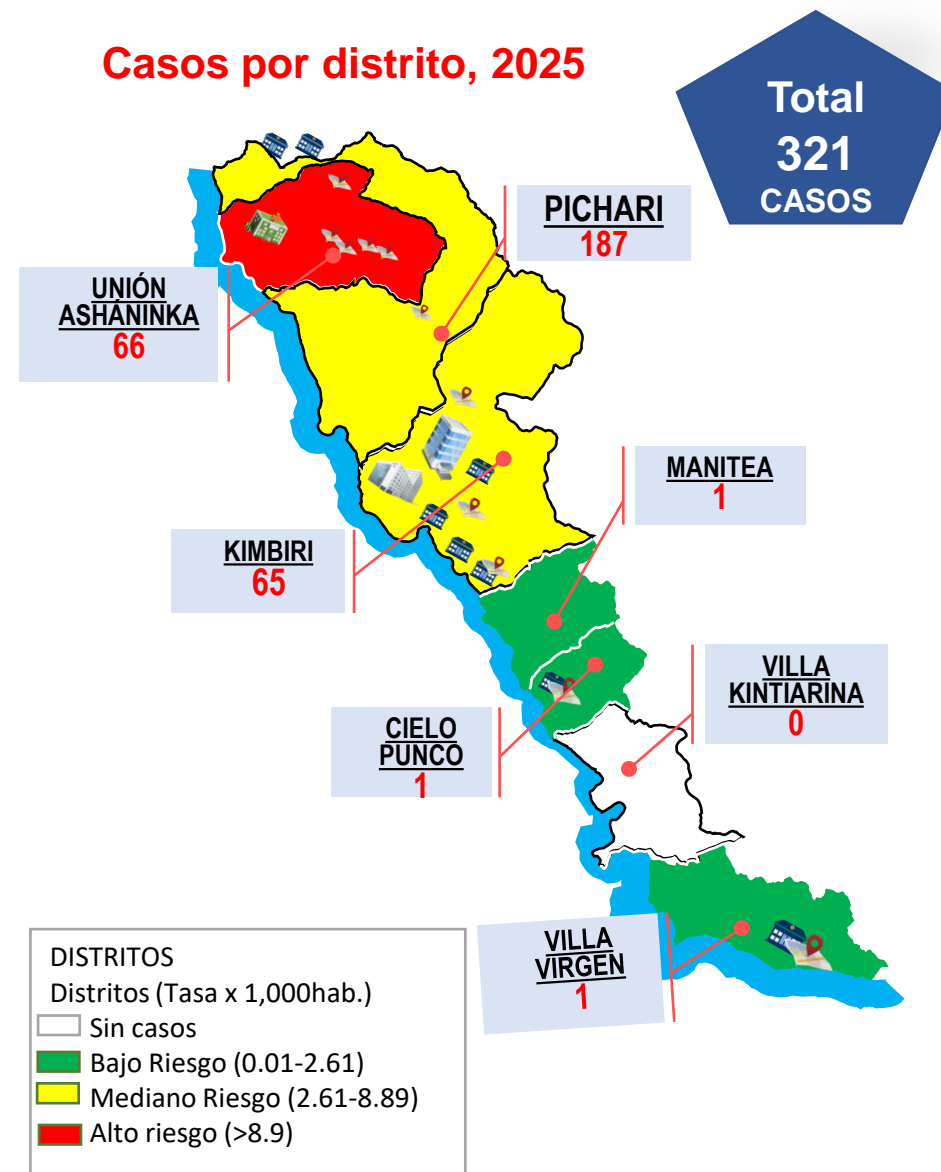 Casos por distrito, 2025
Total
321
CASOS
PICHARI
187
UNIÓN
ASHÁNINKA
66
MANITEA
1
KIMBIRI
65
VILLA
KINTIARINA
0
CIELO
PUNCO
1
VILLA
VIRGEN
1
DISTRITOS
Distritos (Tasa x 1,000hab.)
Sin casos
Bajo Riesgo (0.01-2.61)
Mediano Riesgo (2.61-8.89)
Alto riesgo (>8.9)